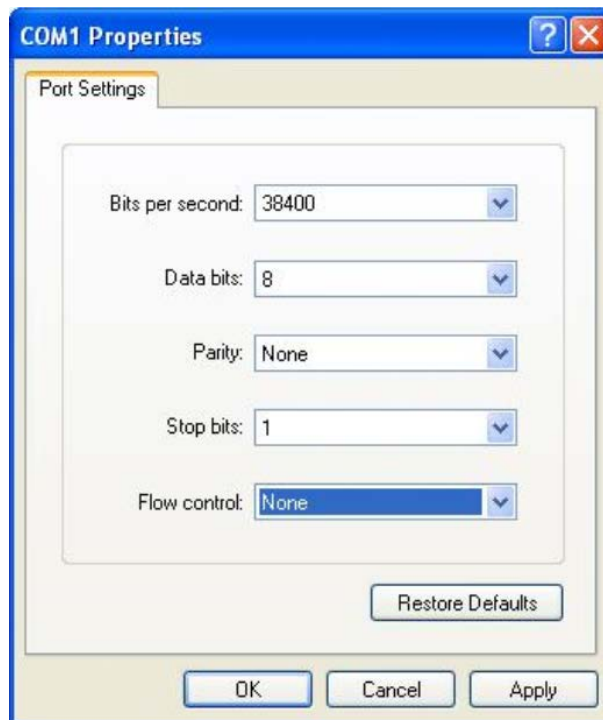 COM1 Properties
?
Port Settings
Bits per second: 38400
Data bits: 8
Parity: None
Stop bits: 1
Flow control: None
Restore Defaults
OK Cancel Apply